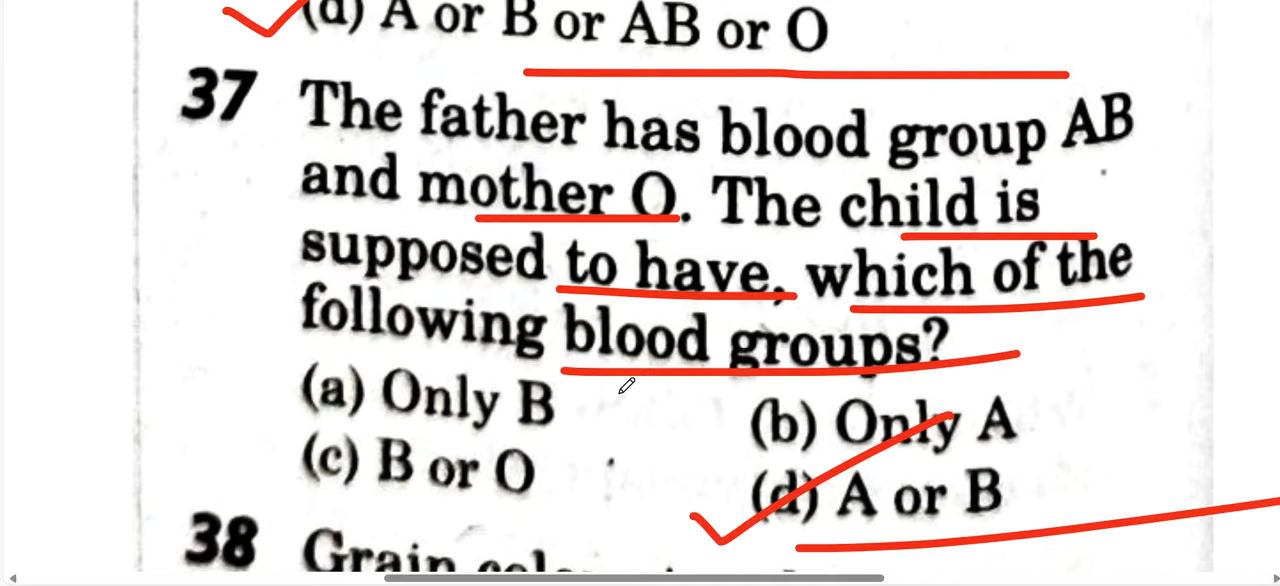 (d) A or B or AB or O
37 The father has blood group AB
and mother O. The child is
supposed to have, which of the
following blood groups?
(a) Only B (b) Only A
(c) B or O (d) A or B
38 Grain